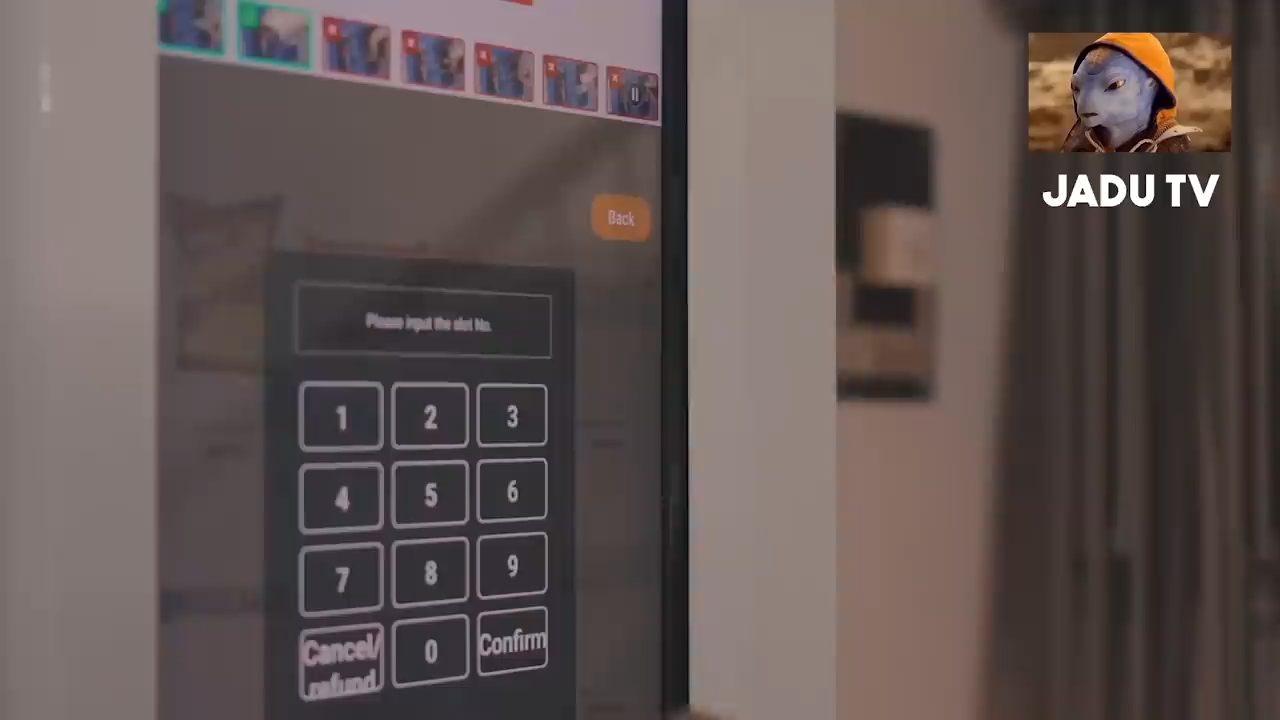 JADU TV
Back
Please input the slot No.
1 2 3
4 5 6
7 8 9
Cancel/ 0 Confirm
refund